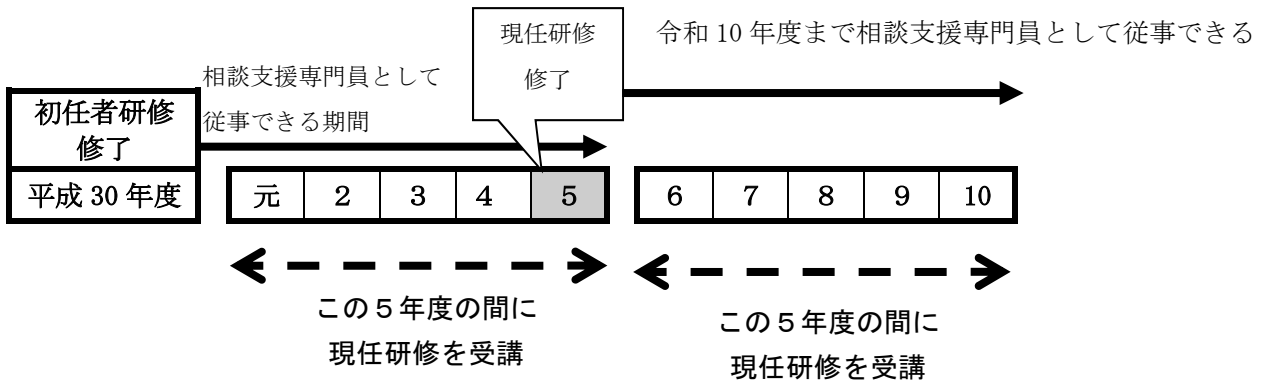 現任研修
修了
令和 10 年度まで相談支援専門員として従事できる
相談支援専門員として
従事できる期間
初任者研修
修了
平成 30 年度
元 2 3 4 5
6 7 8 9 10
この５年度の間に
現任研修を受講
この５年度の間に
現任研修を受講